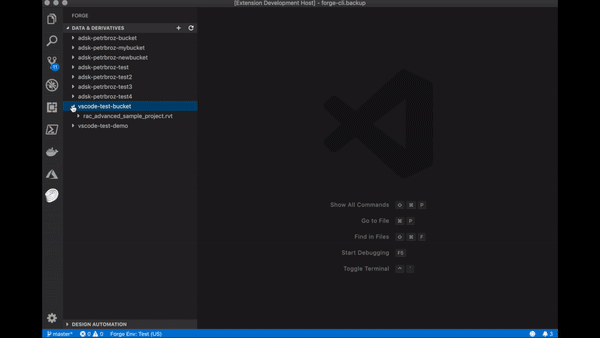 [Extension Development Host] - forge-cli.backup
FORGE
DATA & DERIVATIVES
adsk-petrbroz-bucket
adsk-petrbroz-mybucket
adsk-petrbroz-newbucket
adsk-petrbroz-test
adsk-petrbroz-test2
adsk-petrbroz-test3
adsk-petrbroz-test4
vscode-test-bucket
rac_advanced_sample_project.rvt
vscode-test-demo
Show All Commands ⇧ ⌘ P
Go to File ⌘ P
Find in Files ⇧ ⌘ F
Start Debugging F5
Toggle Terminal ^ `
DESIGN AUTOMATION
master* 0 0 Forge Env: Test (US) 3